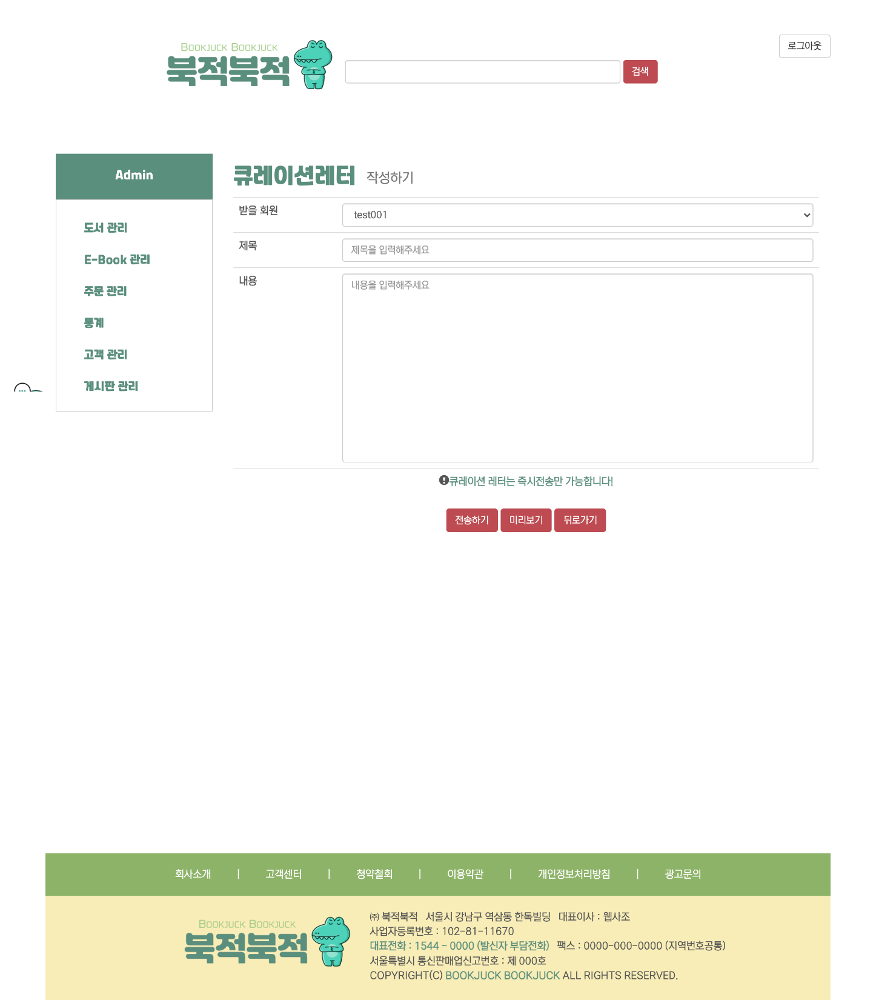 BOOKJUCK BOOKJUCK
북적북적
검색
로그아웃
Admin
도서 관리
E-Book 관리
주문 관리
통계
고객 관리
게시판 관리
큐레이션레터 작성하기
받을 회원
test001
제목
제목을 입력해주세요
내용
내용을 입력해주세요
큐레이션 레터는 즉시전송만 가능합니다!
전송하기 미리보기 뒤로가기
회사소개 | 고객센터 | 청약철회 | 이용약관 | 개인정보처리방침 | 광고문의
BOOKJUCK BOOKJUCK
북적북적
㈜ 북적북적 서울시 강남구 역삼동 한독빌딩 대표이사 : 웹사조
사업자등록번호 : 102-81-11670
대표전화 : 1544 - 0000 (발신자 부담전화) 팩스 : 0000-000-0000 (지역번호공통)
서울특별시 통신판매업신고번호 : 제 000호
COPYRIGHT(C) BOOKJUCK BOOKJUCK ALL RIGHTS RESERVED.